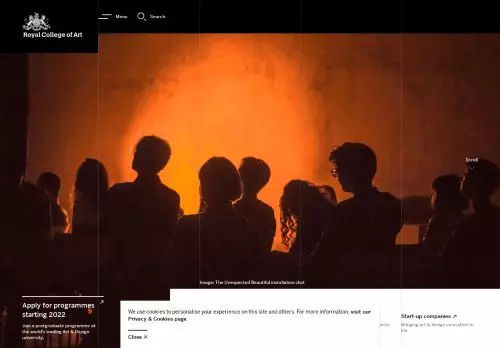 Royal College of Art
Menu
Search
Scroll
Image: The Unexpected Beautiful installation shot
Apply for programmes
starting 2022
Join a postgraduate programme at
the world's leading Art & Design
university.
We use cookies to personalise your experience on this site and others. For more information, visit our
Privacy & Cookies page.
Close
Start-up companies
Bringing art & design innovation to
life